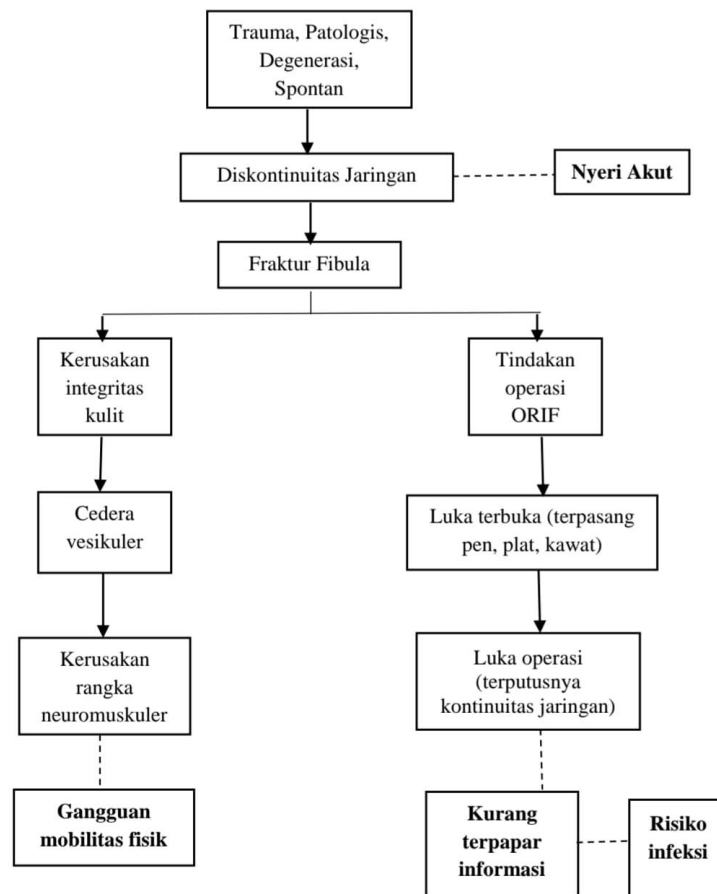 Trauma, Patologis,
Degenerasi,
Spontan
Diskontinuitas Jaringan
Nyeri Akut
Fraktur Fibula
Kerusakan
integritas
kulit
Tindakan
operasi
ORIF
Cedera
vesikuler
Luka terbuka (terpasang
pen, plat, kawat)
Kerusakan
rangka
neuromuskuler
Luka operasi
(terputusnya
kontinuitas jaringan)
Gangguan
mobilitas fisik
Kurang
terpapar
informasi
Risiko
infeksi